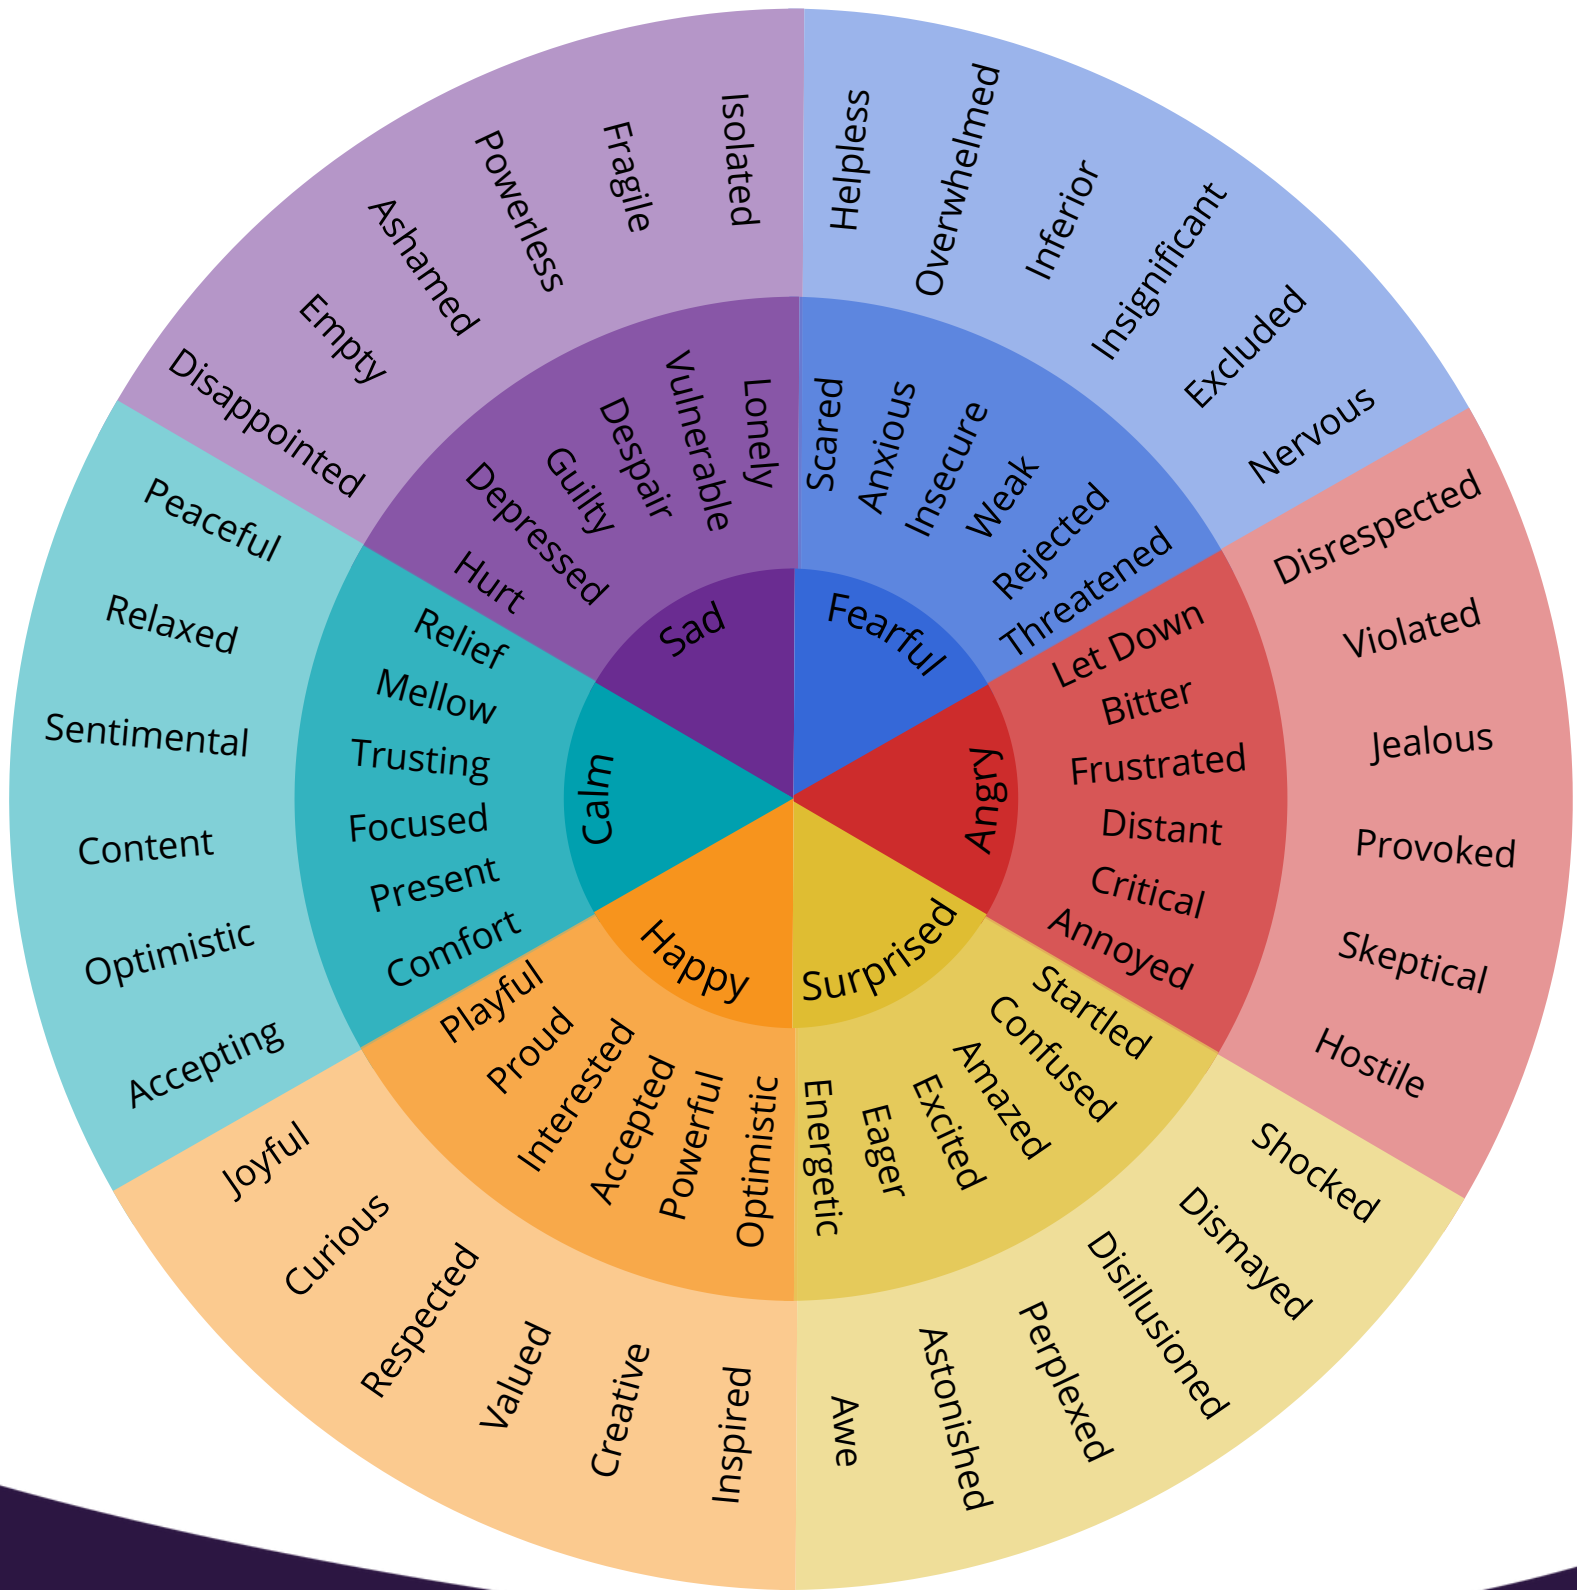 Sad
Fearful
Angry
Surprised
Happy
Calm
Lonely
Vulnerable
Despair
Guilty
Depressed
Hurt
Isolated
Fragile
Powerless
Ashamed
Empty
Disappointed
Scared
Anxious
Insecure
Weak
Rejected
Threatened
Helpless
Overwhelmed
Inferior
Insignificant
Excluded
Nervous
Let Down
Bitter
Frustrated
Distant
Critical
Annoyed
Disrespected
Violated
Jealous
Provoked
Skeptical
Hostile
Startled
Confused
Amazed
Excited
Eager
Energetic
Shocked
Dismayed
Disillusioned
Perplexed
Astonished
Awe
Optimistic
Powerful
Accepted
Interested
Proud
Playful
Inspired
Creative
Valued
Respected
Curious
Joyful
Comfort
Present
Focused
Trusting
Mellow
Relief
Accepting
Optimistic
Content
Sentimental
Relaxed
Peaceful